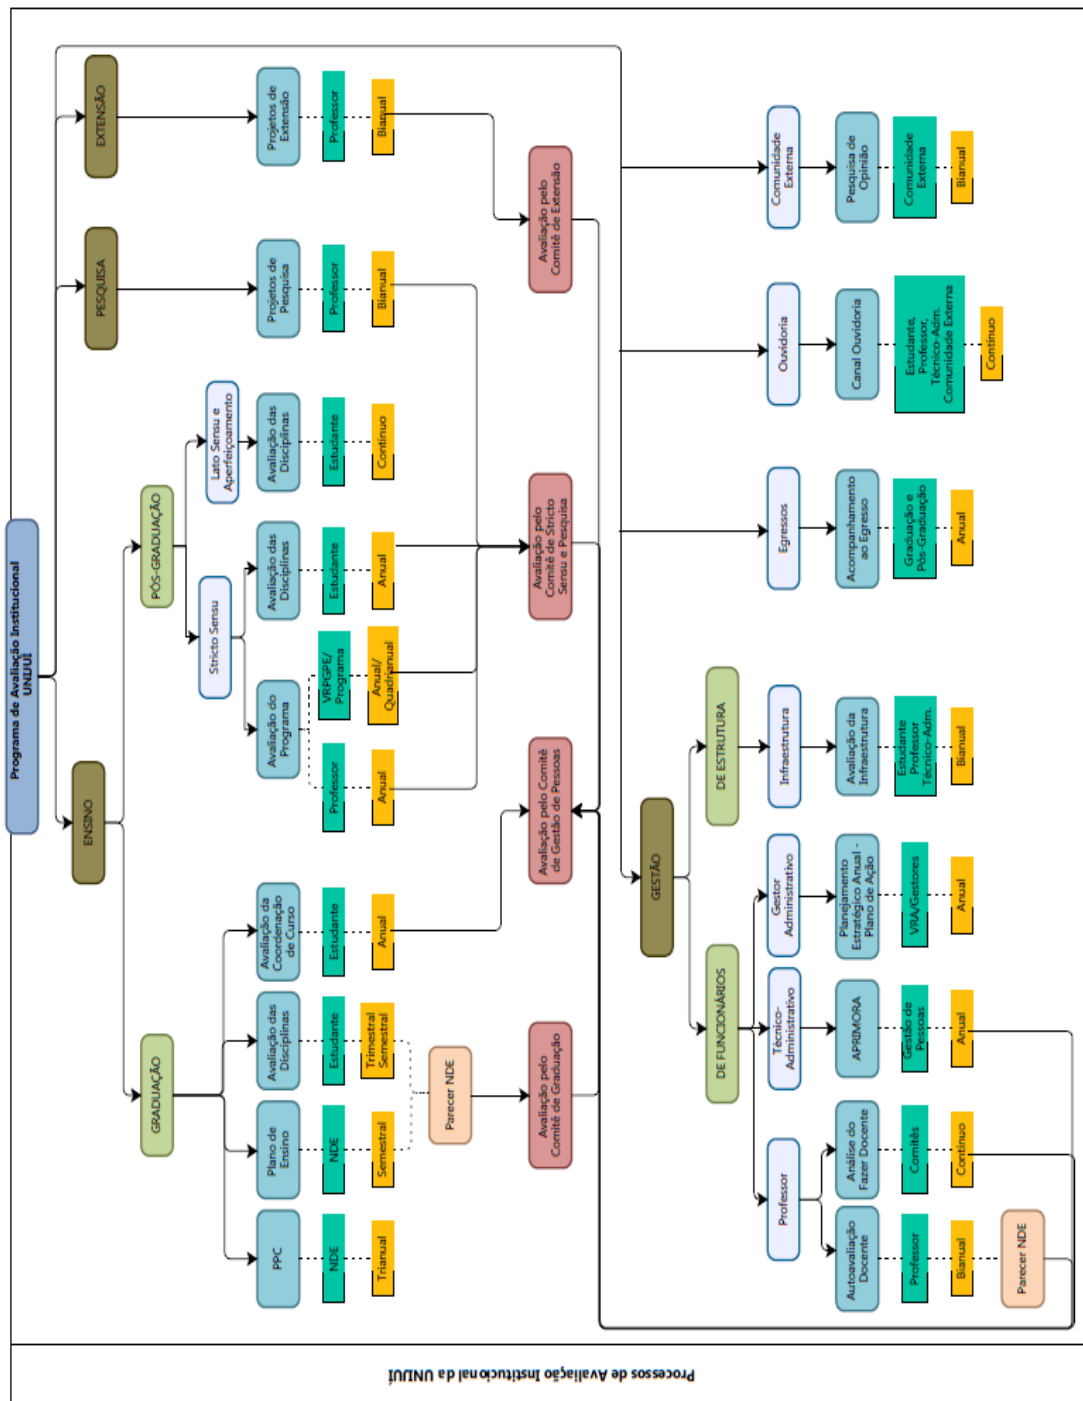 Processos de Avaliação Institucional da UNIJUÍ
Programa de Avaliação Institucional
UNIJUÍ
ENSINO
PESQUISA
EXTENSÃO
GRADUAÇÃO
PÓS-GRADUAÇÃO
Stricto Sensu
Lato Sensu e
Aperfeiçoamento
PPC
Plano de
Ensino
Avaliação das
Disciplinas
Avaliação da
Coordenação
de Curso
Avaliação do
Programa
Avaliação das
Disciplinas
Avaliação das
Disciplinas
Projetos de
Pesquisa
Projetos de
Extensão
NDE
NDE
Estudante
Estudante
Professor
VRPGPE/
Programa
Estudante
Estudante
Professor
Professor
Trianual
Semestral
Trimestral
Semestral
Anual
Anual
Anual/
Quadrianual
Anual
Contínuo
Bianual
Bianual
Parecer NDE
Avaliação pelo
Comitê de Graduação
Avaliação pelo Comitê
de Gestão de Pessoas
Avaliação pelo
Comitê de Stricto
Sensu e Pesquisa
Avaliação pelo
Comitê de Extensão
GESTÃO
DE FUNCIONÁRIOS
DE ESTRUTURA
Professor
Técnico-
Administrativo
Gestor
Administrativo
Infraestrutura
Egressos
Ouvidoria
Comunidade
Externa
Autoavaliação
Docente
Análise do
Fazer Docente
APRIMORA
Planejamento
Estratégico Anual -
Plano de Ação
Avaliação da
Infraestrutura
Acompanhamento
ao Egresso
Canal Ouvidoria
Pesquisa de
Opinião
Professor
Comitês
Gestão de
Pessoas
VRA/Gestores
Estudante
Professor
Técnico-Adm.
Graduação e
Pós-Graduação
Estudante,
Professor,
Técnico-Adm.
Comunidade Externa
Comunidade
Externa
Bianual
Contínuo
Anual
Anual
Bianual
Anual
Contínuo
Bianual
Parecer NDE